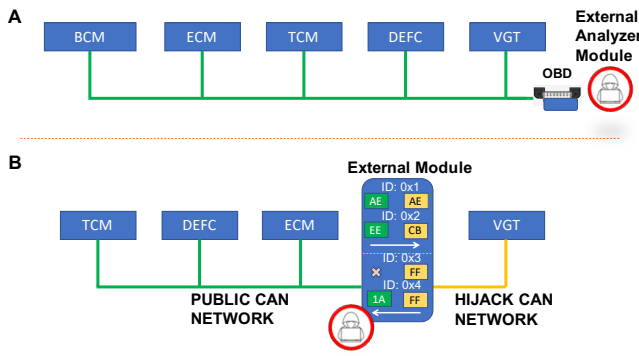 A
BCM
ECM
TCM
DEFC
VGT
External
Analyzer
Module
OBD
B
External Module
TCM
DEFC
ECM
ID: 0x1
AE AE
ID: 0x2
EE CB
ID: 0x3
FF
ID: 0x4
1A FF
VGT
PUBLIC CAN
NETWORK
HIJACK CAN
NETWORK